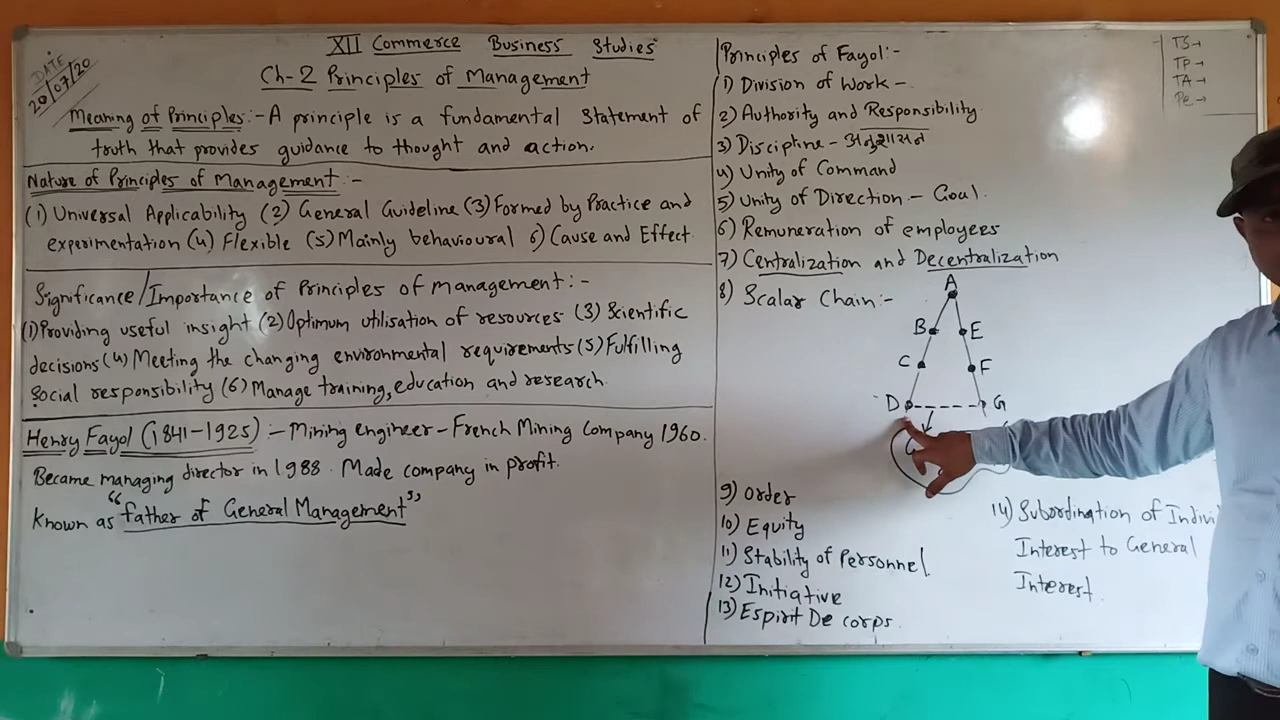 DATE
20/07/20
XII Commerce Business Studies
Ch-2 Principles of Management
Meaning of Principles:- A principle is a fundamental statement of
truth that provides guidance to thought and action.
Nature of Principles of Management:-
(1) Universal Applicability (2) General Guideline (3) Formed by Practice and
experimentation (4) Flexible (5) Mainly behavioural 6) Cause and Effect
Significance/Importance of Principles of management:-
(1) Providing useful insight (2) Optimum utilisation of resources (3) Scientific
decisions (4) Meeting the changing environmental requirements (5) Fulfilling
social responsibility (6) Manage training, education and research.
Henry Fayol (1841-1925):- Mining engineer - French Mining Company 1960.
Became managing director in 1988. Made company in profit.
Known as "father of General Management"
Principles of Fayol:-
1) Division of Work -
2) Authority and Responsibility
3) Discipline - अनुशासन
4) Unity of Command
5) Unity of Direction - Goal.
6) Remuneration of employees
7) Centralization and Decentralization
8) Scalar Chain:-
A
B E
C F
D G
9) Order
10) Equity
11) Stability of Personnel
12) Initiative
13) Espirit De corps.
14) Subordination of
Interest to General
Interest.
TS→
TP→
TA→
PE→